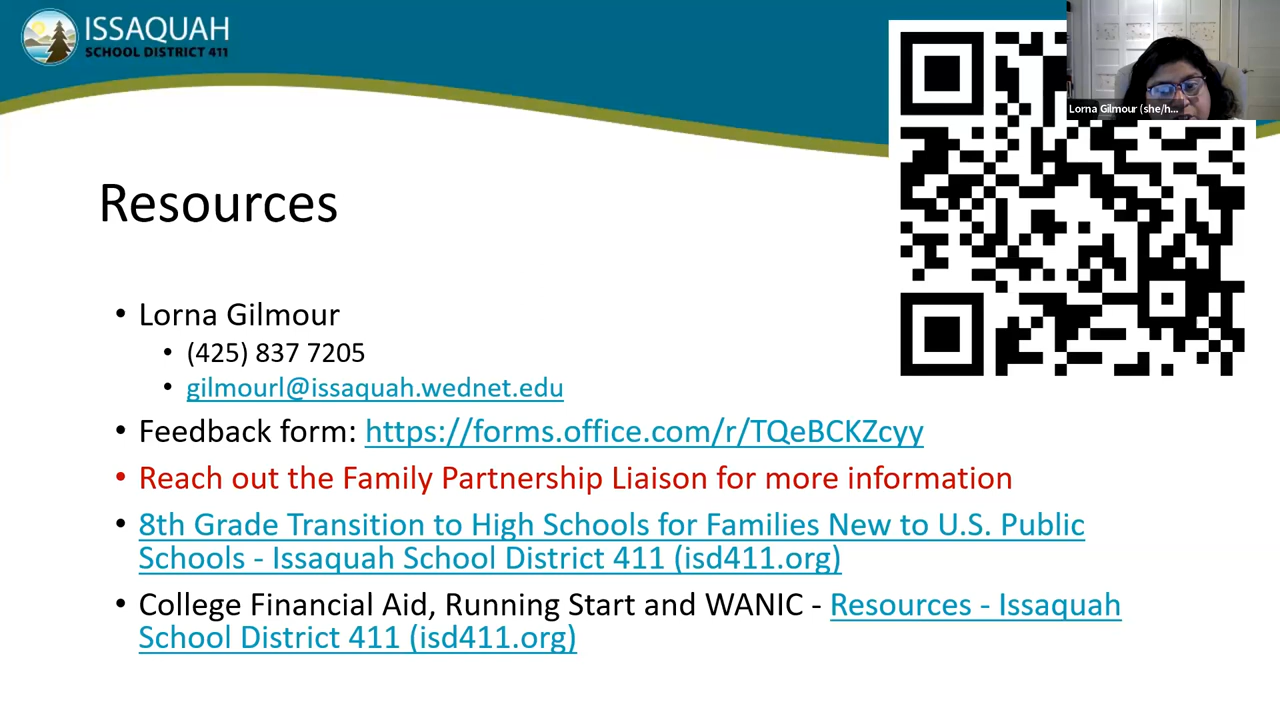 ISSAQUAH
SCHOOL DISTRICT 411
Lorna Gilmour (she/h...
Resources
• Lorna Gilmour
• (425) 837 7205
• gilmourl@issaquah.wednet.edu
• Feedback form: https://forms.office.com/r/TQeBCKZcyy
• Reach out the Family Partnership Liaison for more information
• 8th Grade Transition to High Schools for Families New to U.S. Public
Schools - Issaquah School District 411 (isd411.org)
• College Financial Aid, Running Start and WANIC - Resources - Issaquah
School District 411 (isd411.org)